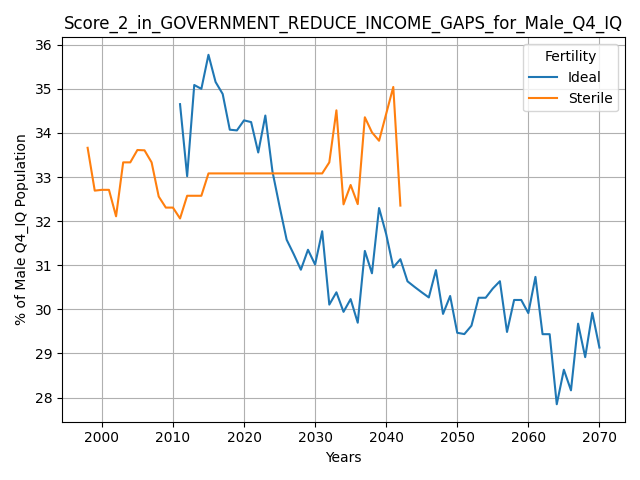 Score_2_in_GOVERNMENT_REDUCE_INCOME_GAPS_for_Male_Q4_IQ
Fertility
Ideal
Sterile
% of Male Q4_IQ Population
36
35
34
33
32
31
30
29
28
2000 2010 2020 2030 2040 2050 2060 2070
Years